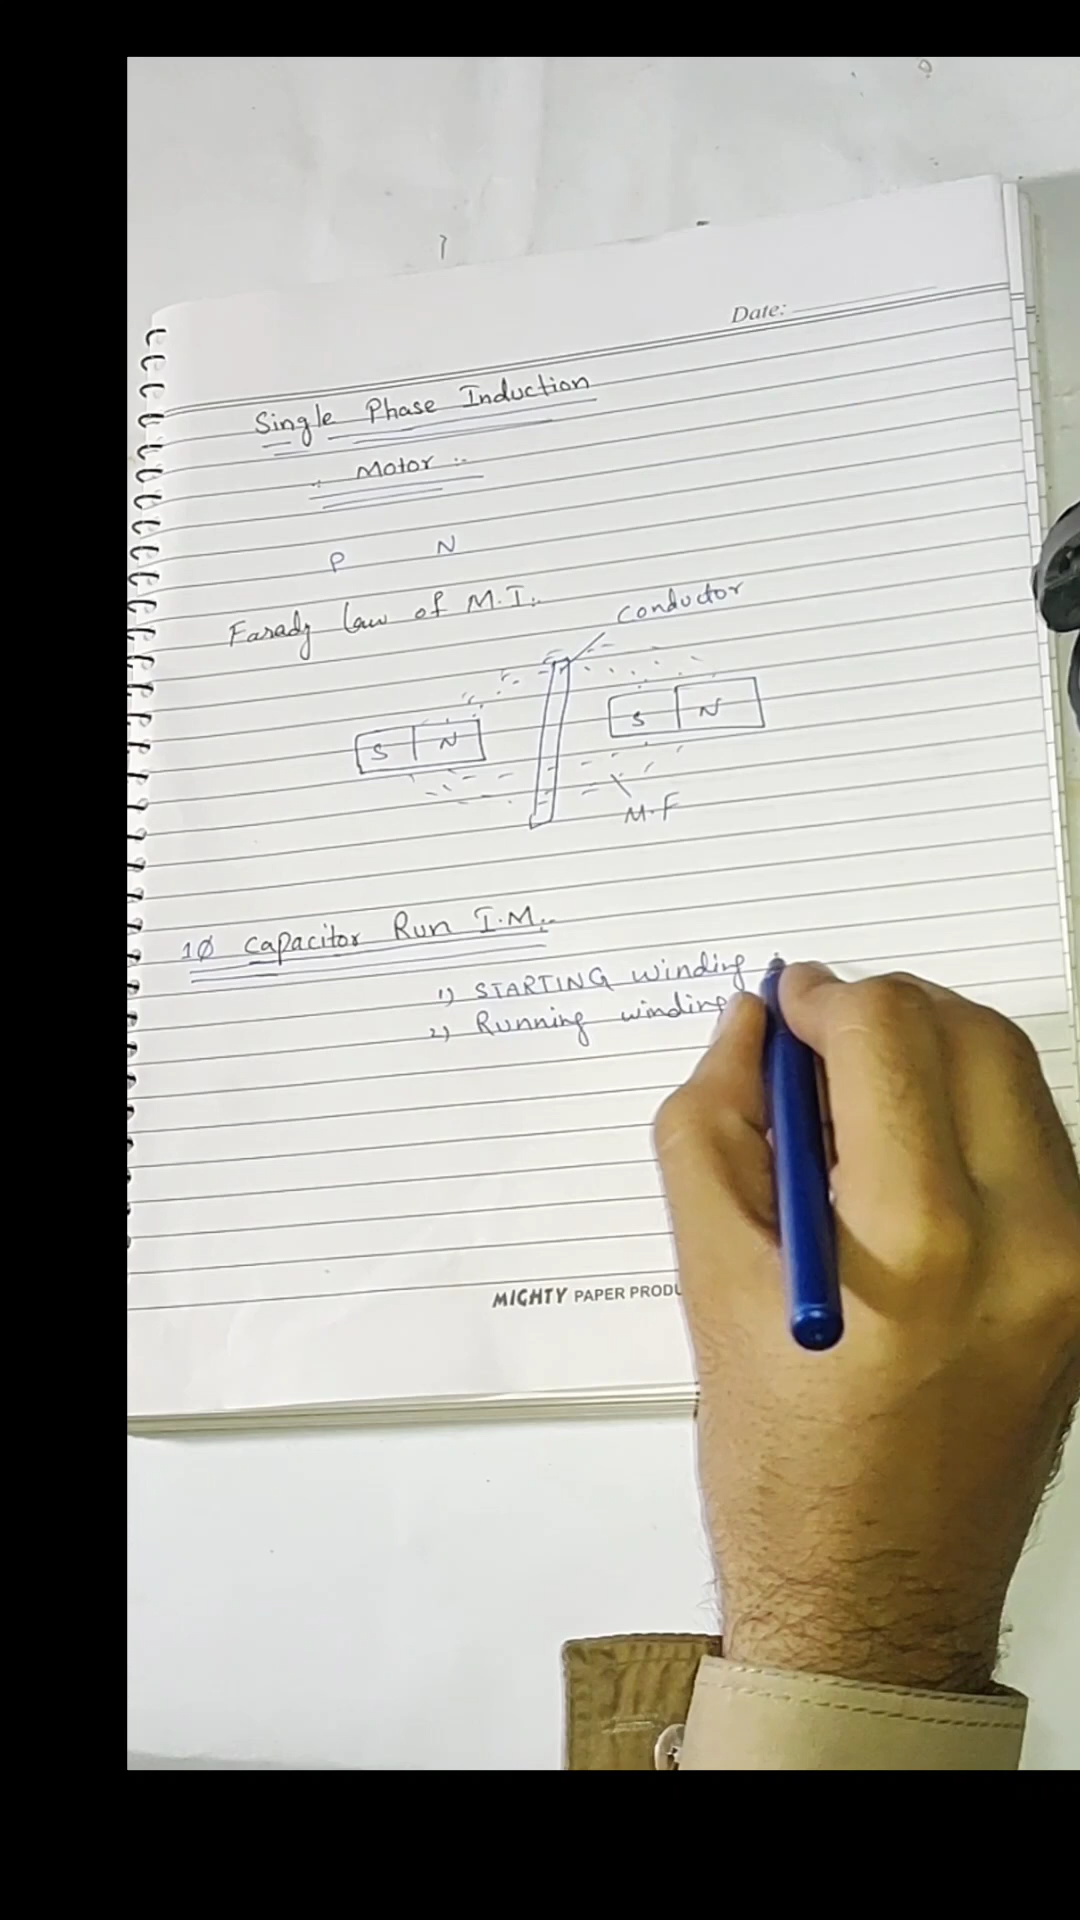 Date:
Single Phase Induction
Motor :-
P N
Farady law of M.I.:-
Conductor
S N
S N
M.F
1Ø Capacitor Run I.M.:-
1) STARTING winding
2) Running winding
MIGHTY PAPER PRODU